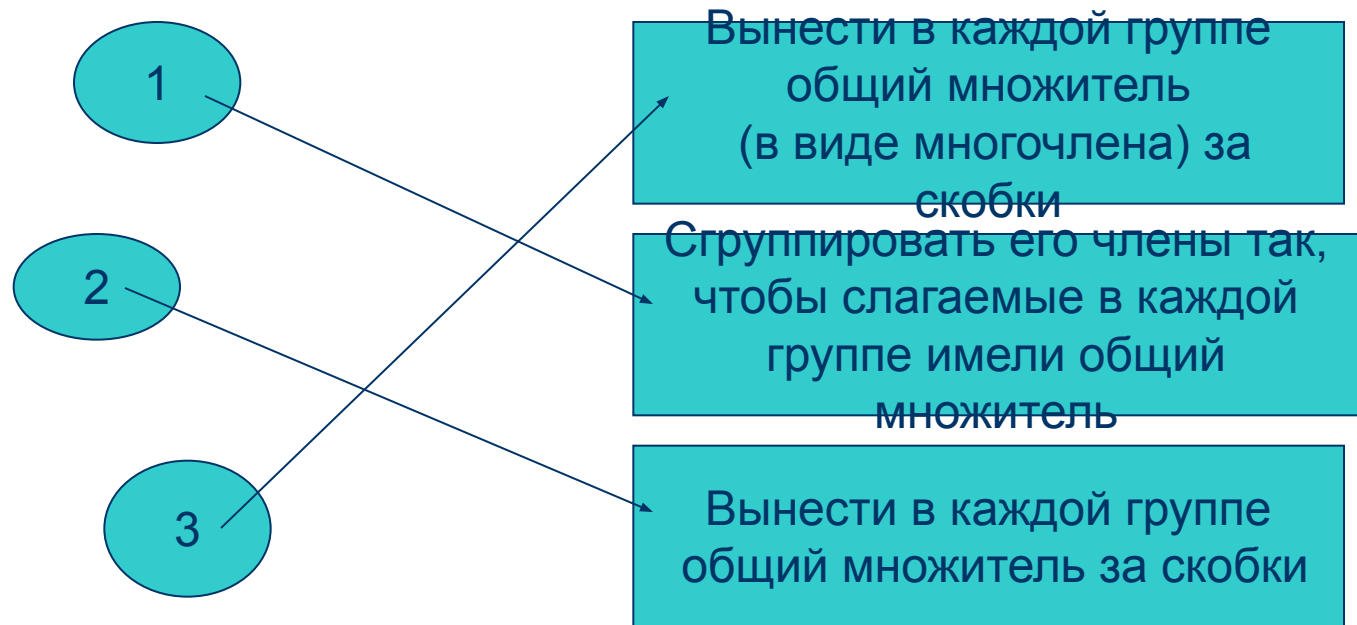 1
Вынести в каждой группе
общий множитель
(в виде многочлена) за
скобки
2
Сгруппировать его члены так,
чтобы слагаемые в каждой
группе имели общий
множитель
3
Вынести в каждой группе
общий множитель за скобки